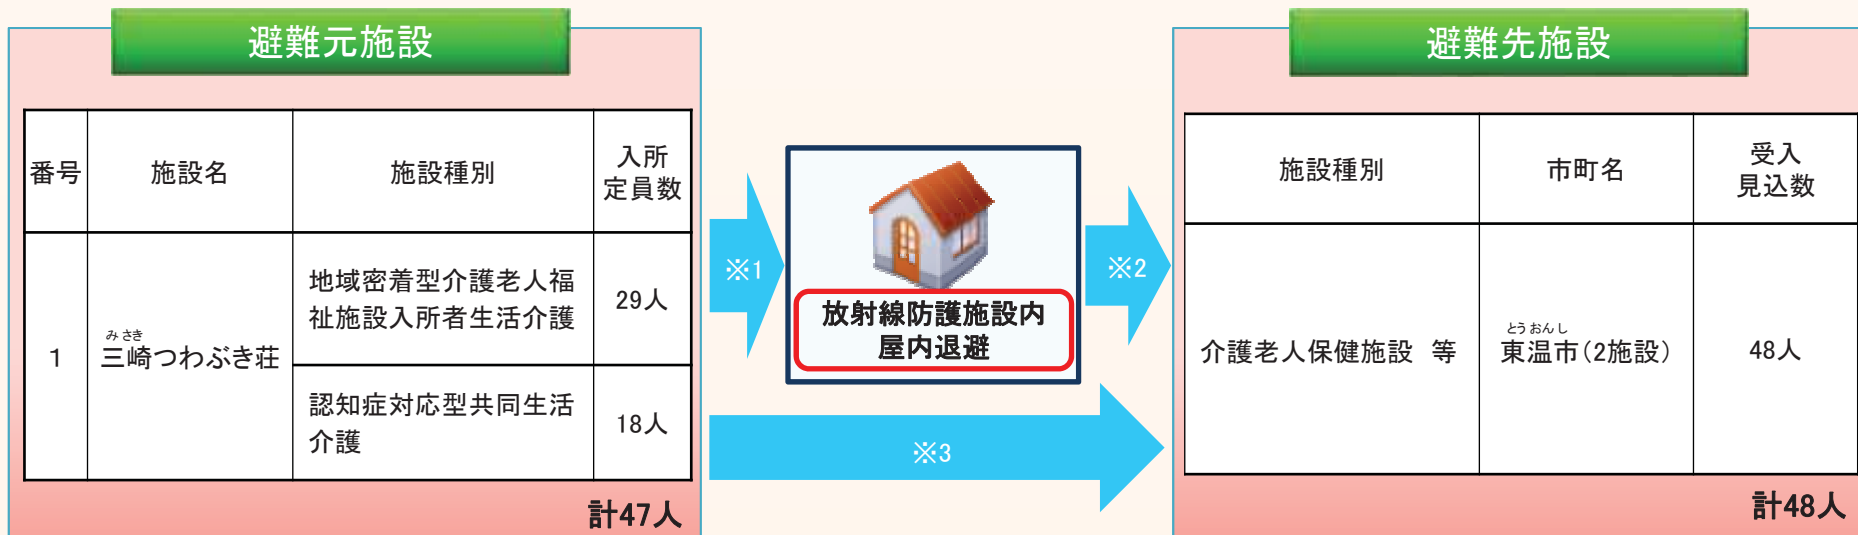 避難元施設
番号
施設名
施設種別
入所
定員数
1
みさき
三崎つわぶき荘
地域密着型介護老人福
祉施設入所者生活介護
29人
認知症対応型共同生活
介護
18人
計47人
※1
放射線防護施設内
屋内退避
※2
※3
避難先施設
施設種別
市町名
受入
見込数
介護老人保健施設 等
とうおんし
東温市(2施設)
48人
計48人